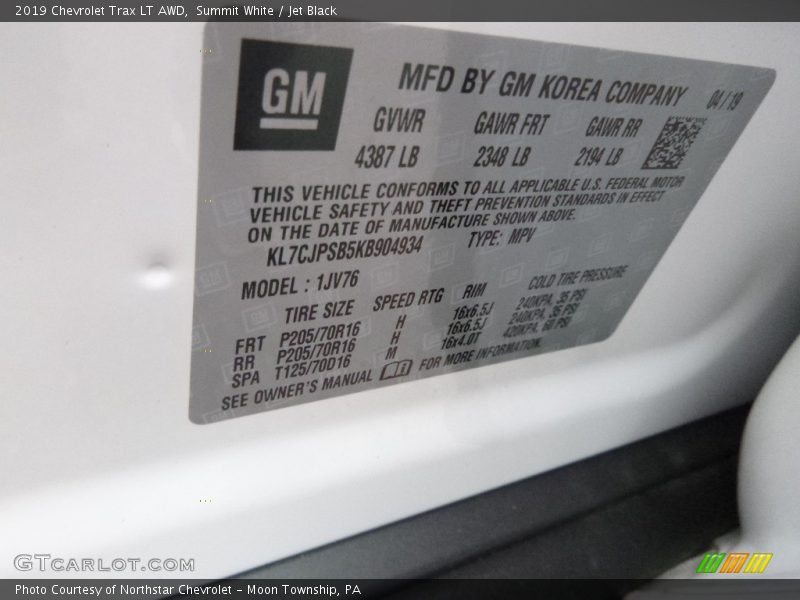 2019 Chevrolet Trax LT AWD, Summit White / Jet Black
GM
MFD BY GM KOREA COMPANY 04/19
GVWR GAWR FRT GAWR RR
4387 LB 2348 LB 2194 LB
THIS VEHICLE CONFORMS TO ALL APPLICABLE U.S. FEDERAL MOTOR
VEHICLE SAFETY AND THEFT PREVENTION STANDARDS IN EFFECT
ON THE DATE OF MANUFACTURE SHOWN ABOVE.
KL7CJPSB5KB904934 TYPE: MPV
MODEL : 1JV76
TIRE SIZE SPEED RTG RIM COLD TIRE PRESSURE
FRT P205/70R16 H 16x6.5J 240KPA, 35 PSI
RR P205/70R16 H 16x6.5J 240KPA, 35 PSI
SPA T125/70D16 M 16x4.0T 420KPA, 60 PSI
SEE OWNER'S MANUAL FOR MORE INFORMATION.
GTcarlot.com
Photo Courtesy of Northstar Chevrolet - Moon Township, PA